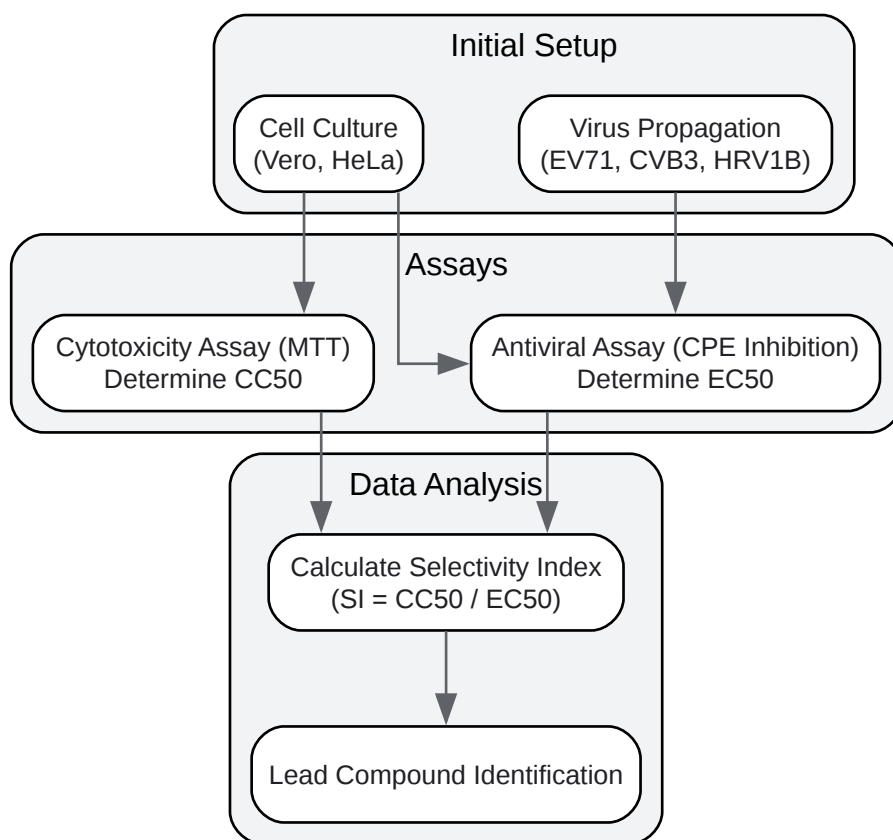 Initial Setup
Cell Culture
(Vero, HeLa)
Virus Propagation
(EV71, CVB3, HRV1B)
Assays
Cytotoxicity Assay (MTT)
Determine CC50
Antiviral Assay (CPE Inhibition)
Determine EC50
Data Analysis
Calculate Selectivity Index
(SI = CC50 / EC50)
Lead Compound Identification